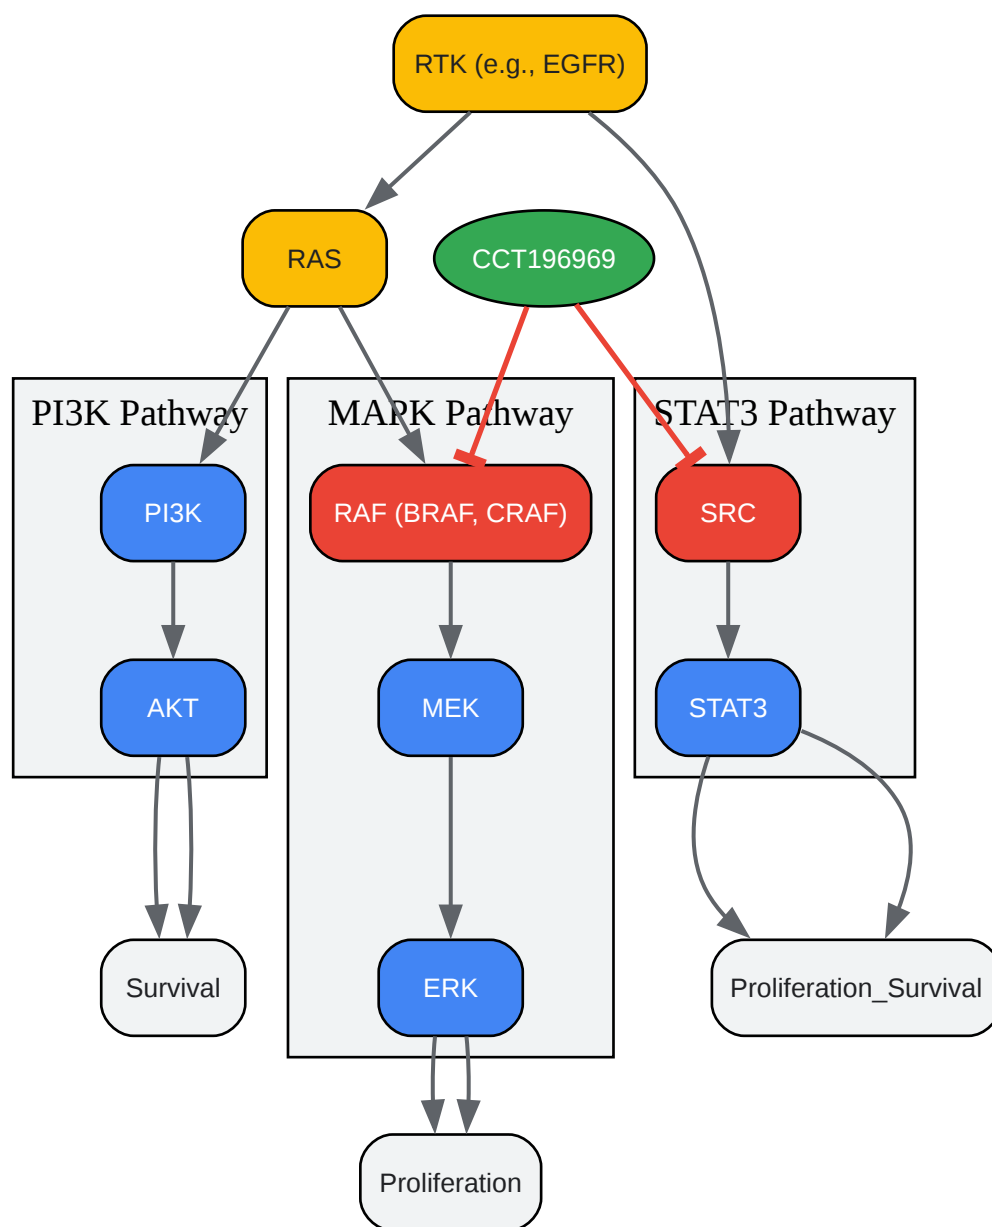 RTK (e.g., EGFR)
RAS
CCT196969
PI3K Pathway
MAPK Pathway
STAT3 Pathway
PI3K
RAF (BRAF, CRAF)
SRC
AKT
MEK
STAT3
Survival
ERK
Proliferation_Survival
Proliferation